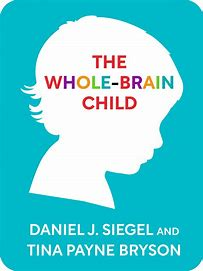 THE
WHOLE-BRAIN
CHILD
DANIEL J. SIEGEL AND
TINA PAYNE BRYSON